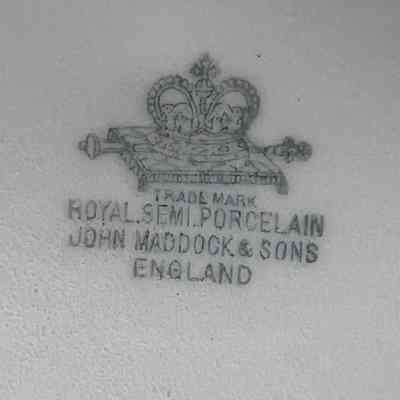 TRADE MARK
ROYAL.SEMI.PORCELAIN
JOHN MADDOCK & SONS
ENGLAND